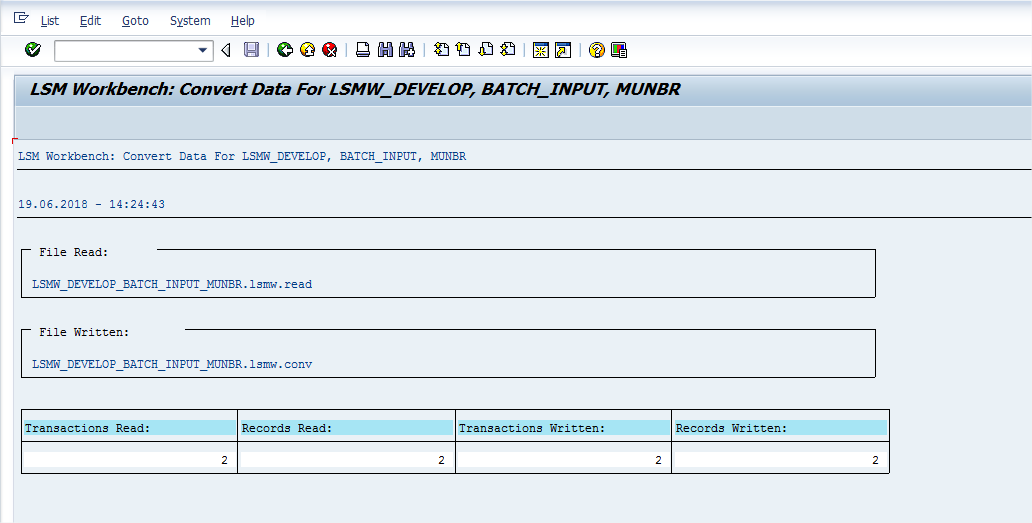 List Edit Goto System Help
LSM Workbench: Convert Data For LSMW_DEVELOP, BATCH_INPUT, MUNBR
LSM Workbench: Convert Data For LSMW_DEVELOP, BATCH_INPUT, MUNBR
19.06.2018 - 14:24:43
File Read:
LSMW_DEVELOP_BATCH_INPUT_MUNBR.lsmw.read
File Written:
LSMW_DEVELOP_BATCH_INPUT_MUNBR.lsmw.conv
Transactions Read: Records Read: Transactions Written: Records Written:
2 2 2 2